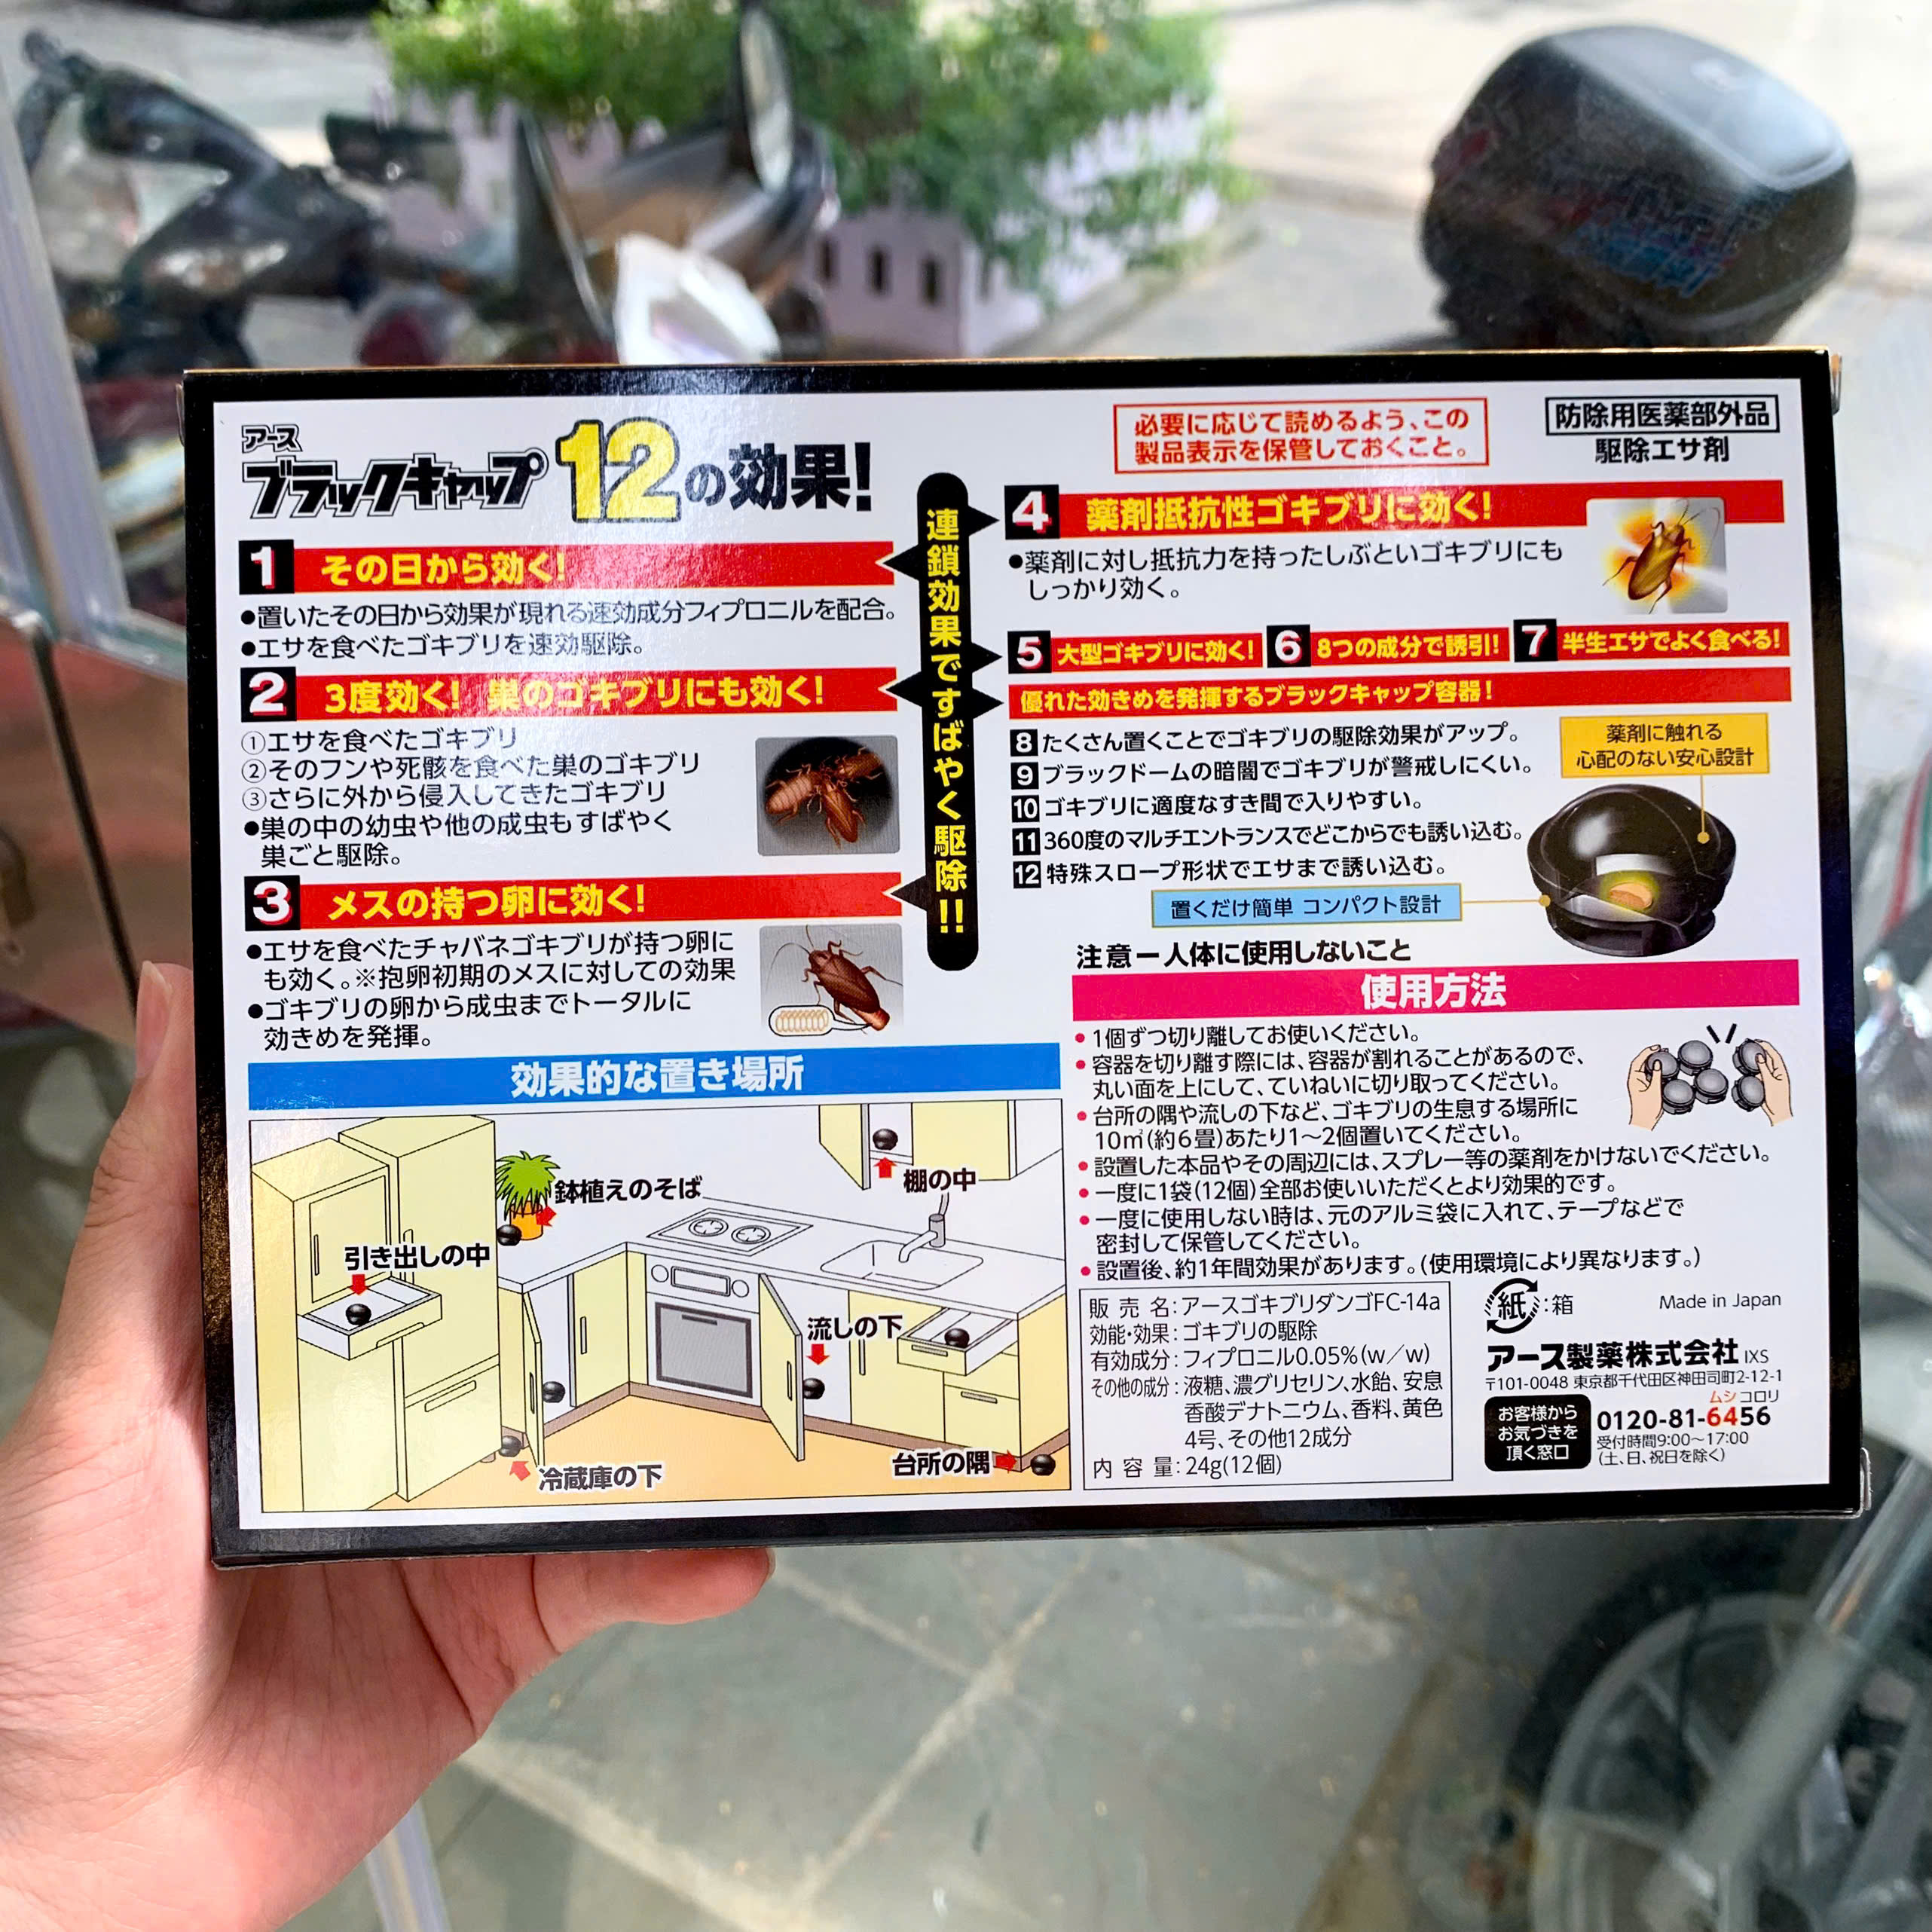 アース
ブラックキャップ 12の効果!
必要に応じて読めるよう、この
製品表示を保管しておくこと。
防除用医薬部外品
駆除エサ剤
連鎖効果ですばやく駆除!!
1 その日から効く!
●置いたその日から効果が現れる速効成分フィプロニルを配合。
●エサを食べたゴキブリを速効駆除。
2 3度効く! 巣のゴキブリにも効く!
①エサを食べたゴキブリ
②そのフンや死骸を食べた巣のゴキブリ
③さらに外から侵入してきたゴキブリ
●巣の中の幼虫や他の成虫もすばやく
巣ごと駆除。
3 メスの持つ卵に効く!
●エサを食べたチャバネゴキブリが持つ卵に
も効く。※抱卵初期のメスに対しての効果
●ゴキブリの卵から成虫までトータルに
効きめを発揮。
4 薬剤抵抗性ゴキブリに効く!
●薬剤に対し抵抗力を持ったしぶといゴキブリにも
しっかり効く。
5 大型ゴキブリに効く! 6 8つの成分で誘引! 7 半生エサでよく食べる!
優れた効きめを発揮するブラックキャップ容器!
8 たくさん置くことでゴキブリの駆除効果がアップ。
9 ブラックドームの暗闇でゴキブリが警戒しにくい。
10 ゴキブリに適度なすき間で入りやすい。
11 360度のマルチエントランスでどこからでも誘い込む。
12 特殊スロープ形状でエサまで誘い込む。
薬剤に触れる
心配のない安心設計
置くだけ簡単 コンパクト設計
効果的な置き場所
鉢植えのそば
棚の中
引き出しの中
流しの下
冷蔵庫の下
台所の隅
注意ー人体に使用しないこと
使用方法
• 1個ずつ切り離してお使いください。
• 容器を切り離す際には、容器が割れることがあるので、
丸い面を上にして、ていねいに切り取ってください。
• 台所の隅や流しの下など、ゴキブリの生息する場所に
10㎡(約6畳)あたり1〜2個置いてください。
• 設置した本品やその周辺には、スプレー等の薬剤をかけないでください。
• 一度に1袋(12個)全部お使いいただくとより効果的です。
• 一度に使用しない時は、元のアルミ袋に入れて、テープなどで
密封して保管してください。
• 設置後、約1年間効果があります。(使用環境により異なります。)
販売名:アースゴキブリダンゴFC-14a
効能・効果:ゴキブリの駆除
有効成分:フィプロニル0.05%(w/w)
その他の成分:液糖、濃グリセリン、水飴、安息
香酸デナトニウム、香料、黄色
4号、その他12成分
内容量:24g(12個)
紙:箱
Made in Japan
アース製薬株式会社 IXS
〒101-0048 東京都千代田区神田司町2-12-1
お客様から
お気づきを
頂く窓口
ムシコロリ
0120-81-6456
受付時間9:00〜17:00
(土、日、祝日を除く)